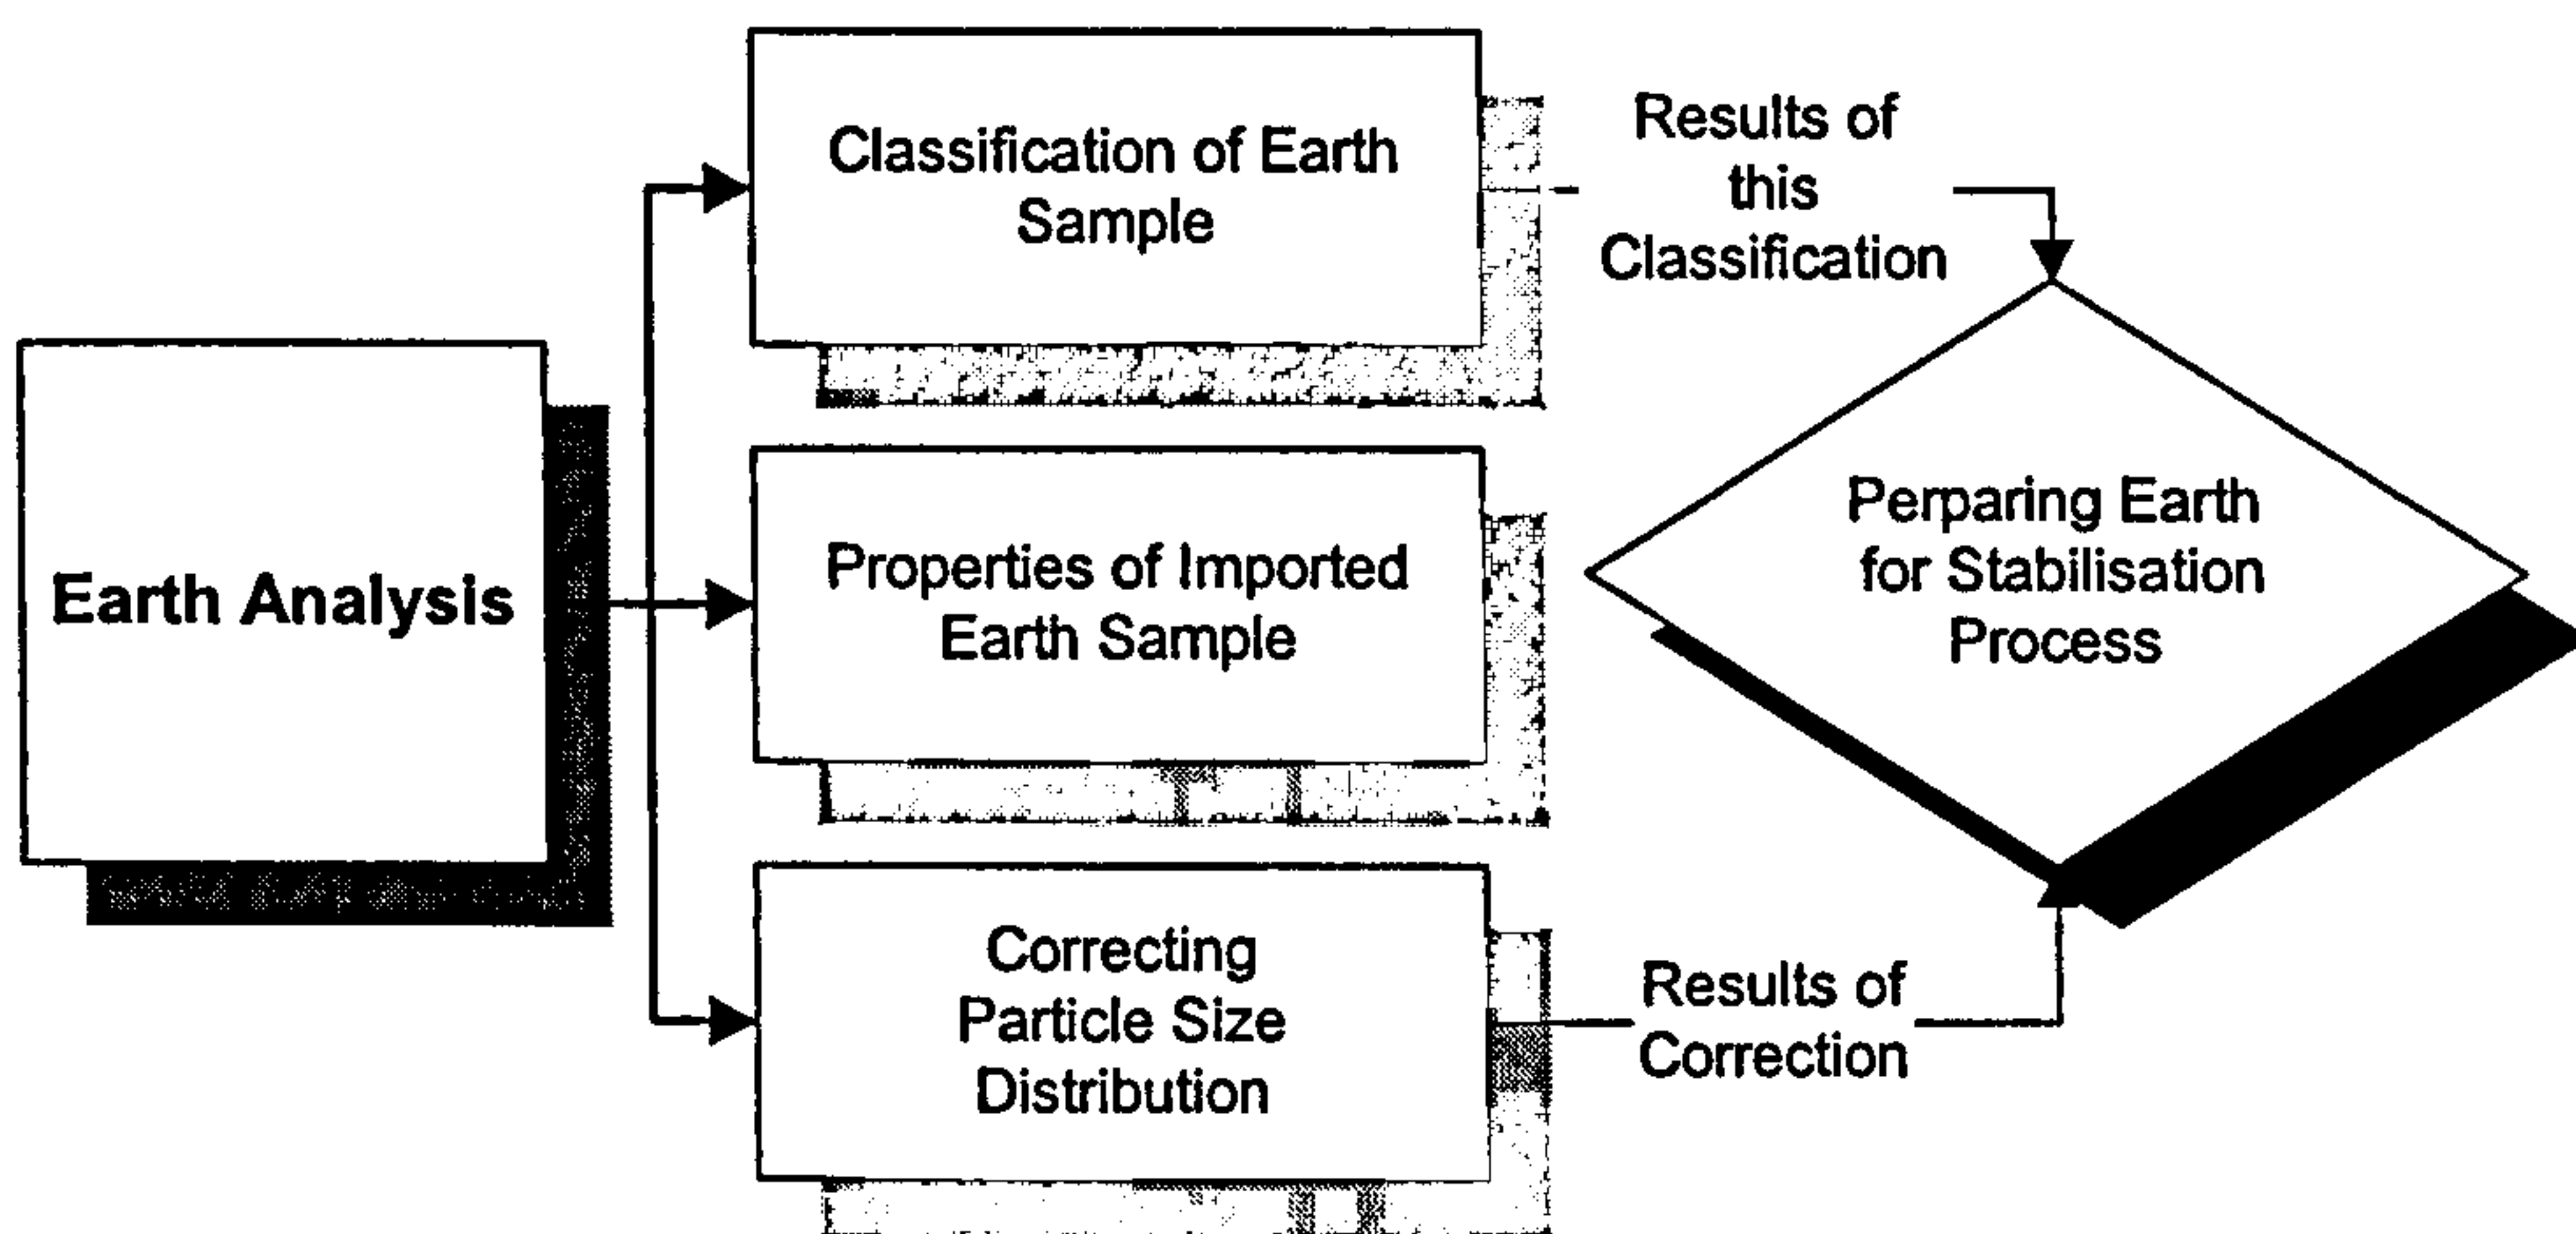 Earth Analysis
Classification of Earth
Sample
Properties of Imported
Earth Sample
Correcting
Particle Size
Distribution
Results of
this
Classification
Results of
Correction
Perparing Earth
for Stabilisation
Process